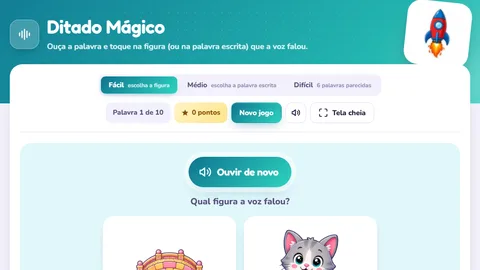 Ditado Mágico
Ouça a palavra e toque na figura (ou na palavra escrita) que a voz falou.
Fácil escolha a figura Médio escolha a palavra escrita Difícil 6 palavras parecidas
Palavra 1 de 10 ★ 0 pontos Novo jogo Tela cheia
Ouvir de novo
Qual figura a voz falou?